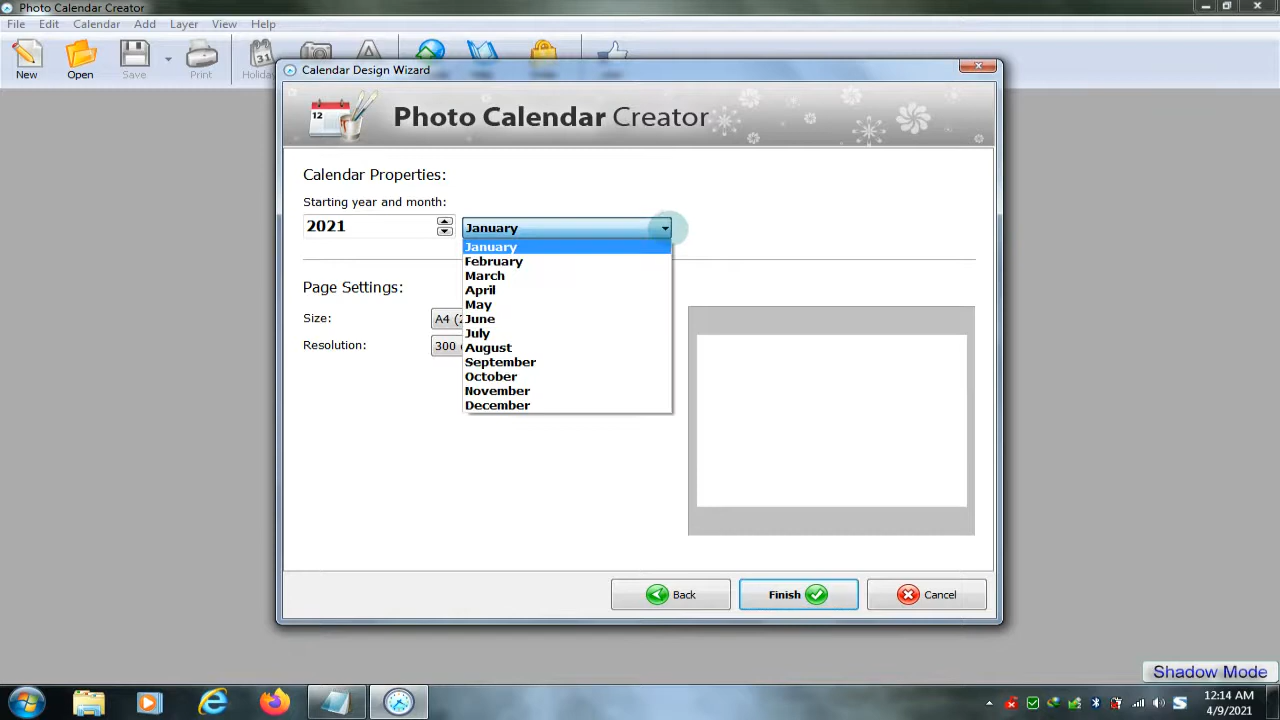 Photo Calendar Creator
File Edit Calendar Add Layer View Help
New Open Save Print
Calendar Design Wizard
12
Photo Calendar Creator
Calendar Properties:
Starting year and month:
2021 January
January
February
March
April
May
June
July
August
September
October
November
December
Page Settings:
Size: A4
Resolution: 300
Back Finish Cancel
Shadow Mode
12:14 AM
4/9/2021